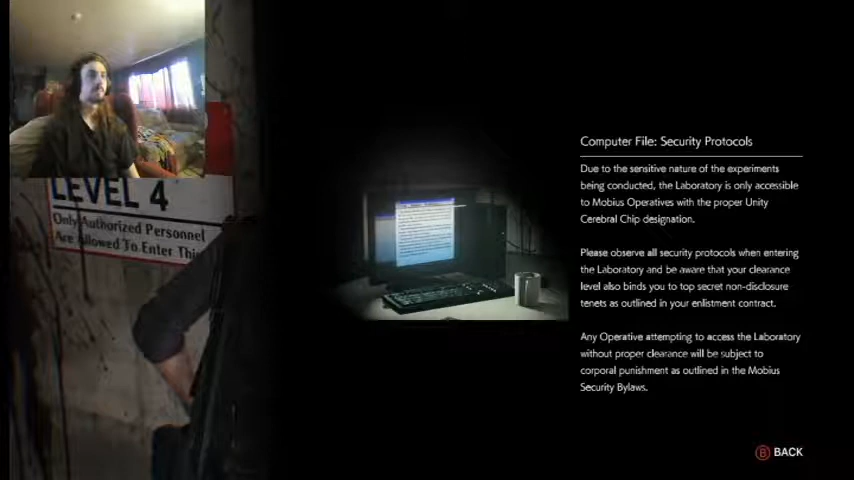 LEVEL 4
Only Authorized Personnel
Are Allowed To Enter
Computer File: Security Protocols
Due to the sensitive nature of the experiments
being conducted, the Laboratory is only accessible
to Mobius Operatives with the proper Unity
Cerebral Chip designation.
Please observe all security protocols when entering
the Laboratory and be aware that your clearance
level also binds you to top secret non-disclosure
tenets as outlined in your enlistment contract.
Any Operative attempting to access the Laboratory
without proper clearance will be subject to
corporal punishment as outlined in the Mobius
Security Bylaws.
B BACK